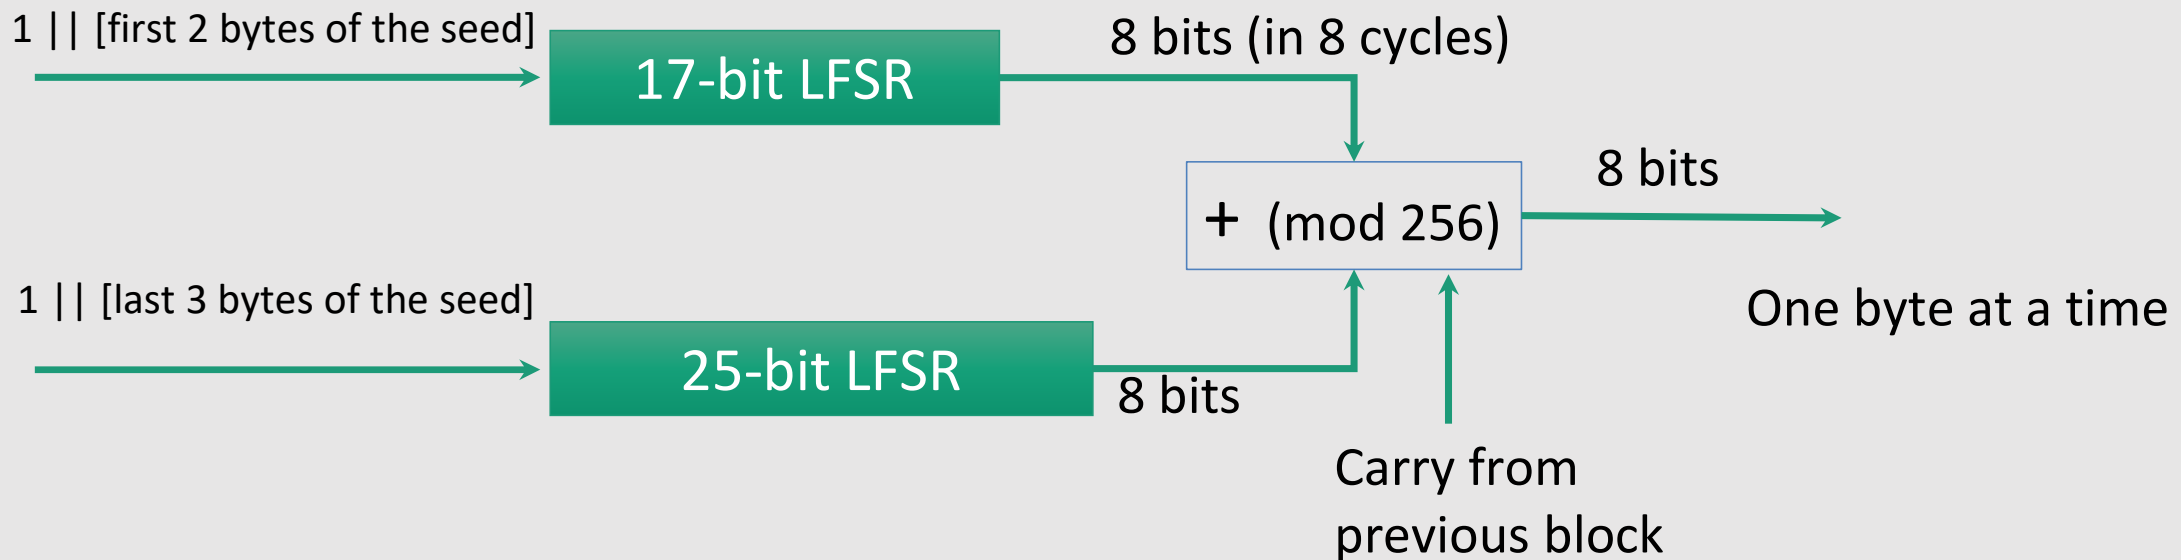 1 || [first 2 bytes of the seed]
17-bit LFSR
8 bits (in 8 cycles)
+ (mod 256)
8 bits
One byte at a time
1 || [last 3 bytes of the seed]
25-bit LFSR
8 bits
Carry from
previous block